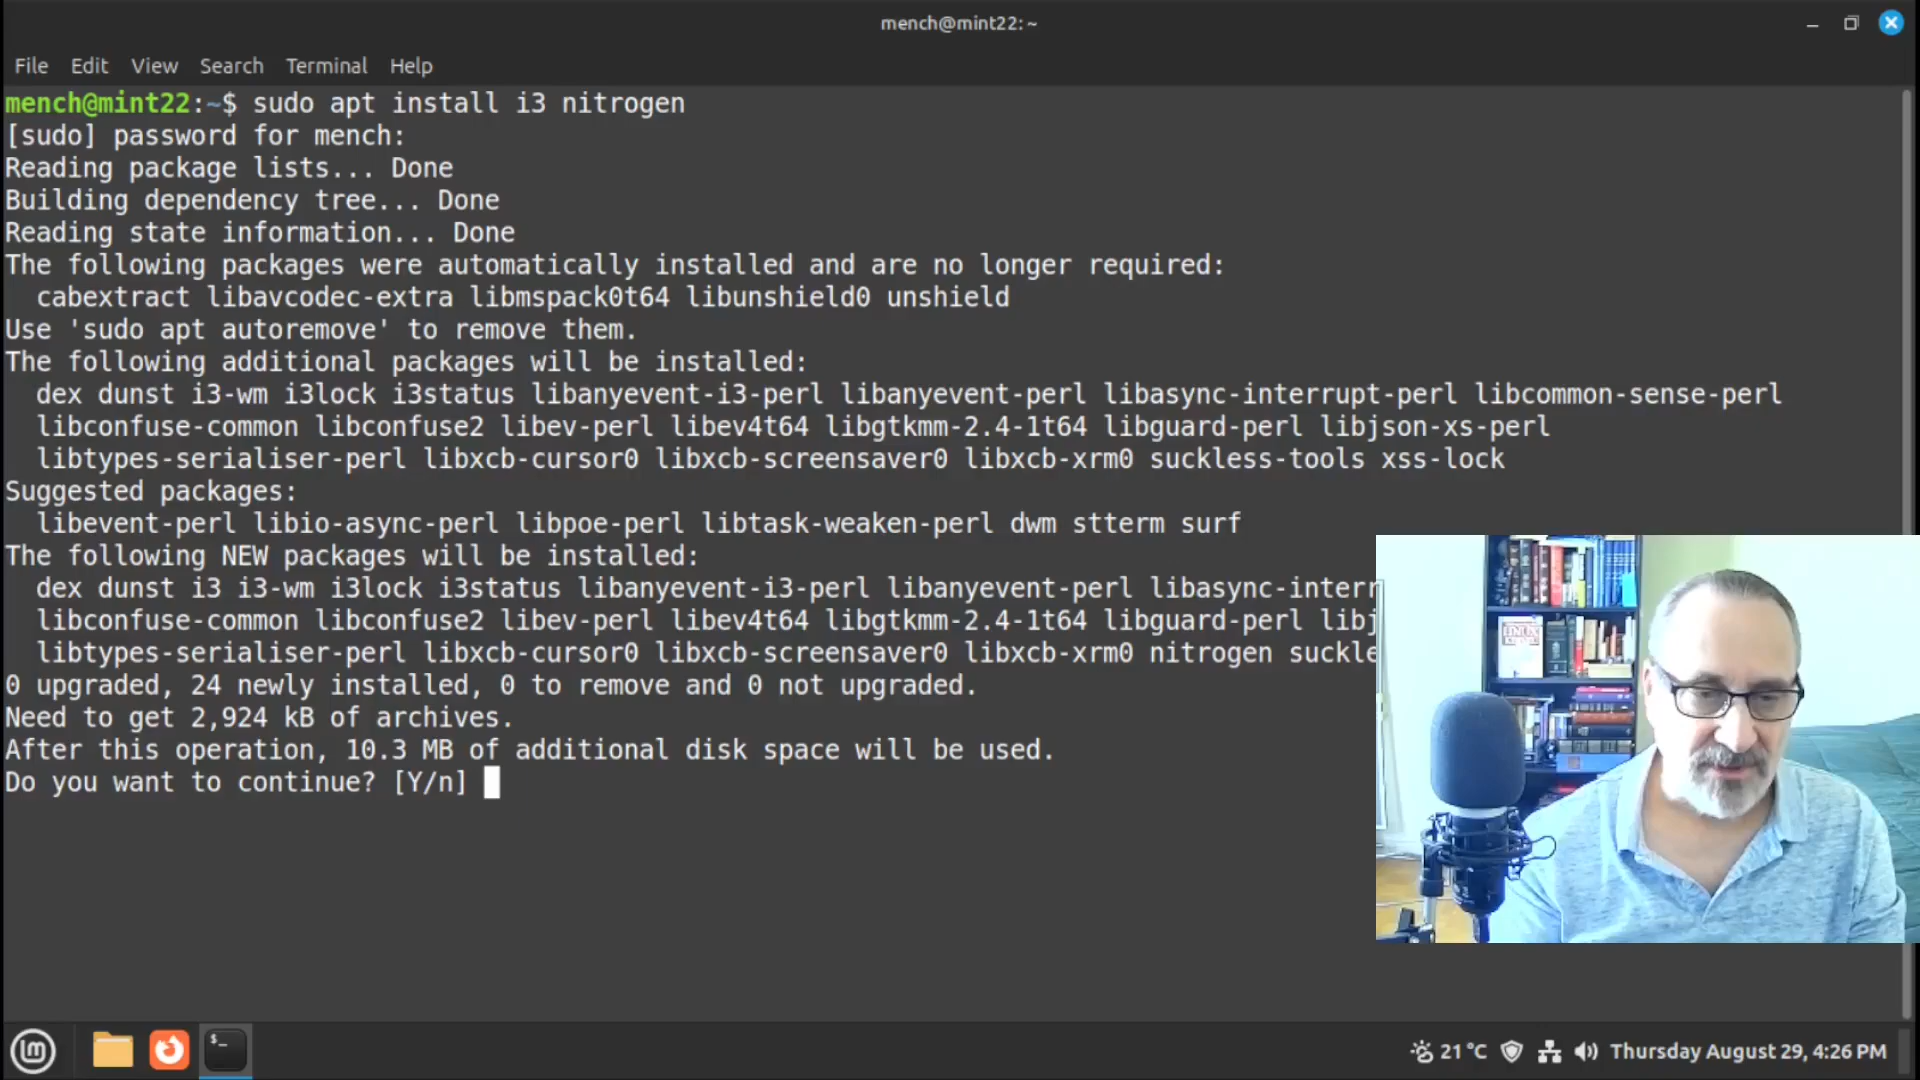 mench@mint22: ~
File Edit View Search Terminal Help
mench@mint22:~$ sudo apt install i3 nitrogen
[sudo] password for mench:
Reading package lists... Done
Building dependency tree... Done
Reading state information... Done
The following packages were automatically installed and are no longer required:
  cabextract libavcodec-extra libmspack0t64 libunshield0 unshield
Use 'sudo apt autoremove' to remove them.
The following additional packages will be installed:
  dex dunst i3-wm i3lock i3status libanyevent-i3-perl libanyevent-perl libasync-interrupt-perl libcommon-sense-perl
  libconfuse-common libconfuse2 libev-perl libev4t64 libgtkmm-2.4-1t64 libguard-perl libjson-xs-perl
  libtypes-serialiser-perl libxcb-cursor0 libxcb-screensaver0 libxcb-xrm0 suckless-tools xss-lock
Suggested packages:
  libevent-perl libio-async-perl libpoe-perl libtask-weaken-perl dwm stterm surf
The following NEW packages will be installed:
  dex dunst i3 i3-wm i3lock i3status libanyevent-i3-perl libanyevent-perl libasync-interr
  libconfuse-common libconfuse2 libev-perl libev4t64 libgtkmm-2.4-1t64 libguard-perl libj
  libtypes-serialiser-perl libxcb-cursor0 libxcb-screensaver0 libxcb-xrm0 nitrogen suckle
0 upgraded, 24 newly installed, 0 to remove and 0 not upgraded.
Need to get 2,924 kB of archives.
After this operation, 10.3 MB of additional disk space will be used.
Do you want to continue? [Y/n]
LINUX
$_
21 °C Thursday August 29, 4:26 PM